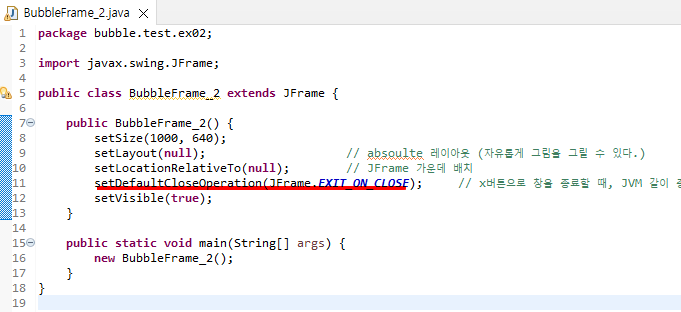 BubbleFrame_2.java
1 package bubble.test.ex02;
2
3 import javax.swing.JFrame;
4
5 public class BubbleFrame_2 extends JFrame {
6
7 public BubbleFrame_2() {
8 setSize(1000, 640);
9 setLayout(null); // absoulte 레이아웃 (자유롭게 그림을 그릴 수 있다.)
10 setLocationRelativeTo(null); // JFrame 가운데 배치
11 setDefaultCloseOperation(JFrame.EXIT_ON_CLOSE); // x버튼으로 창을 종료할 때, JVM 같이
12 setVisible(true);
13 }
14
15 public static void main(String[] args) {
16 new BubbleFrame_2();
17 }
18 }
19